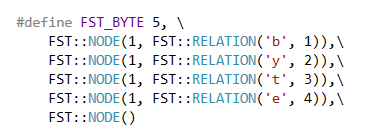 #define FST_BYTE 5, \
    FST::NODE(1, FST::RELATION('b', 1)),\
    FST::NODE(1, FST::RELATION('y', 2)),\
    FST::NODE(1, FST::RELATION('t', 3)),\
    FST::NODE(1, FST::RELATION('e', 4)),\
    FST::NODE()